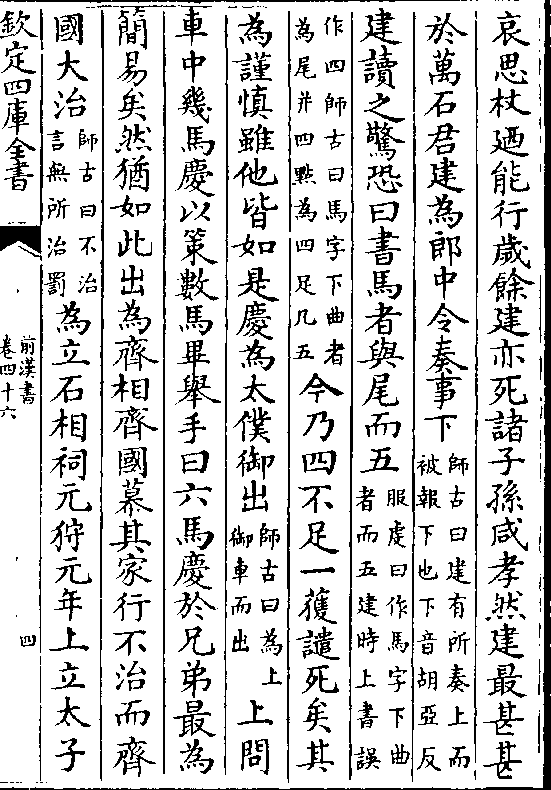 哀思杖廼能行歲餘建亦死諸子孫咸孝然建最甚甚
於萬石君建為郎中令奏事下師古曰建有所奏上而被報下也下音胡亞反
建讀之驚恐曰書馬者與尾而五服虔曰作馬字下曲者而五建時上書誤
作四師古曰馬字下曲者為尾并四點為四足凡五今乃四不足一獲譴死矣其
為謹慎雖他皆如是慶為太僕御出師古曰為上御車而出上問
車中幾馬慶以策數馬畢舉手曰六馬慶於兄弟最為
簡易矣然猶如此出為齊相齊國慕其家行不治而齊
國大治師古曰不治言無所治罰為立石相祠元狩元年上立太子
欽定四庫全書
前漢書
卷四十六
四